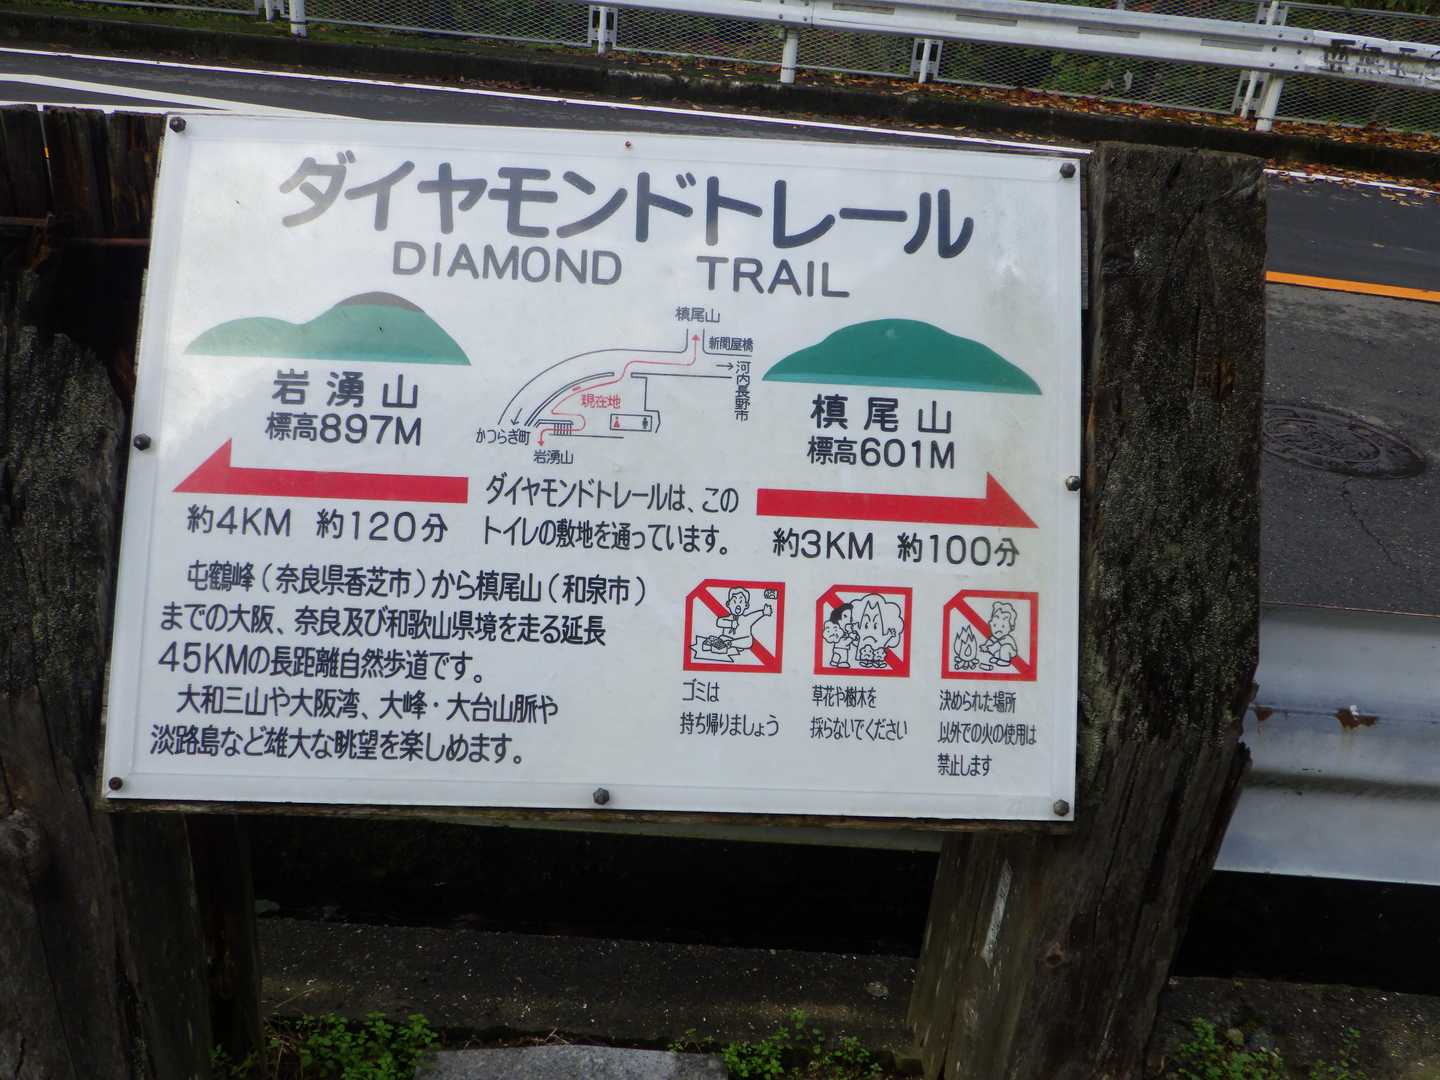 ダイヤモンドトレール
DIAMOND TRAIL
岩湧山
標高897M
約4KM 約120分
槙尾山
新関屋橋
→河内長野市
現在地
かつらぎ町
岩湧山
ダイヤモンドトレールは、この
トイレの敷地を通っています。
槙尾山
標高601M
約3KM 約100分
屯鶴峰(奈良県香芝市)から槙尾山(和泉市)
までの大阪、奈良及び和歌山県境を走る延長
45KMの長距離自然歩道です。
大和三山や大阪湾、大峰・大台山脈や
淡路島など雄大な眺望を楽しめます。
ゴミは
持ち帰りましょう
草花や樹木を
採らないでください
決められた場所
以外での火の使用は
禁止します